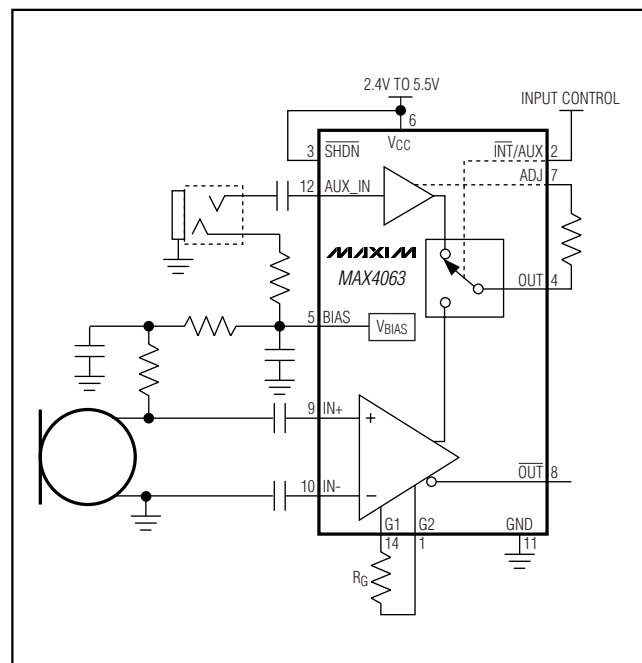 2.4V TO 5.5V
INPUT CONTROL
6
VCC
3
SHDN
INT/AUX
2
ADJ
7
12
AUX_IN
MAXIM
MAX4063
OUT
4
5
BIAS
VBIAS
9
IN+
+
10
IN-
−
OUT
8
G1
G2
GND
14
1
11
RG